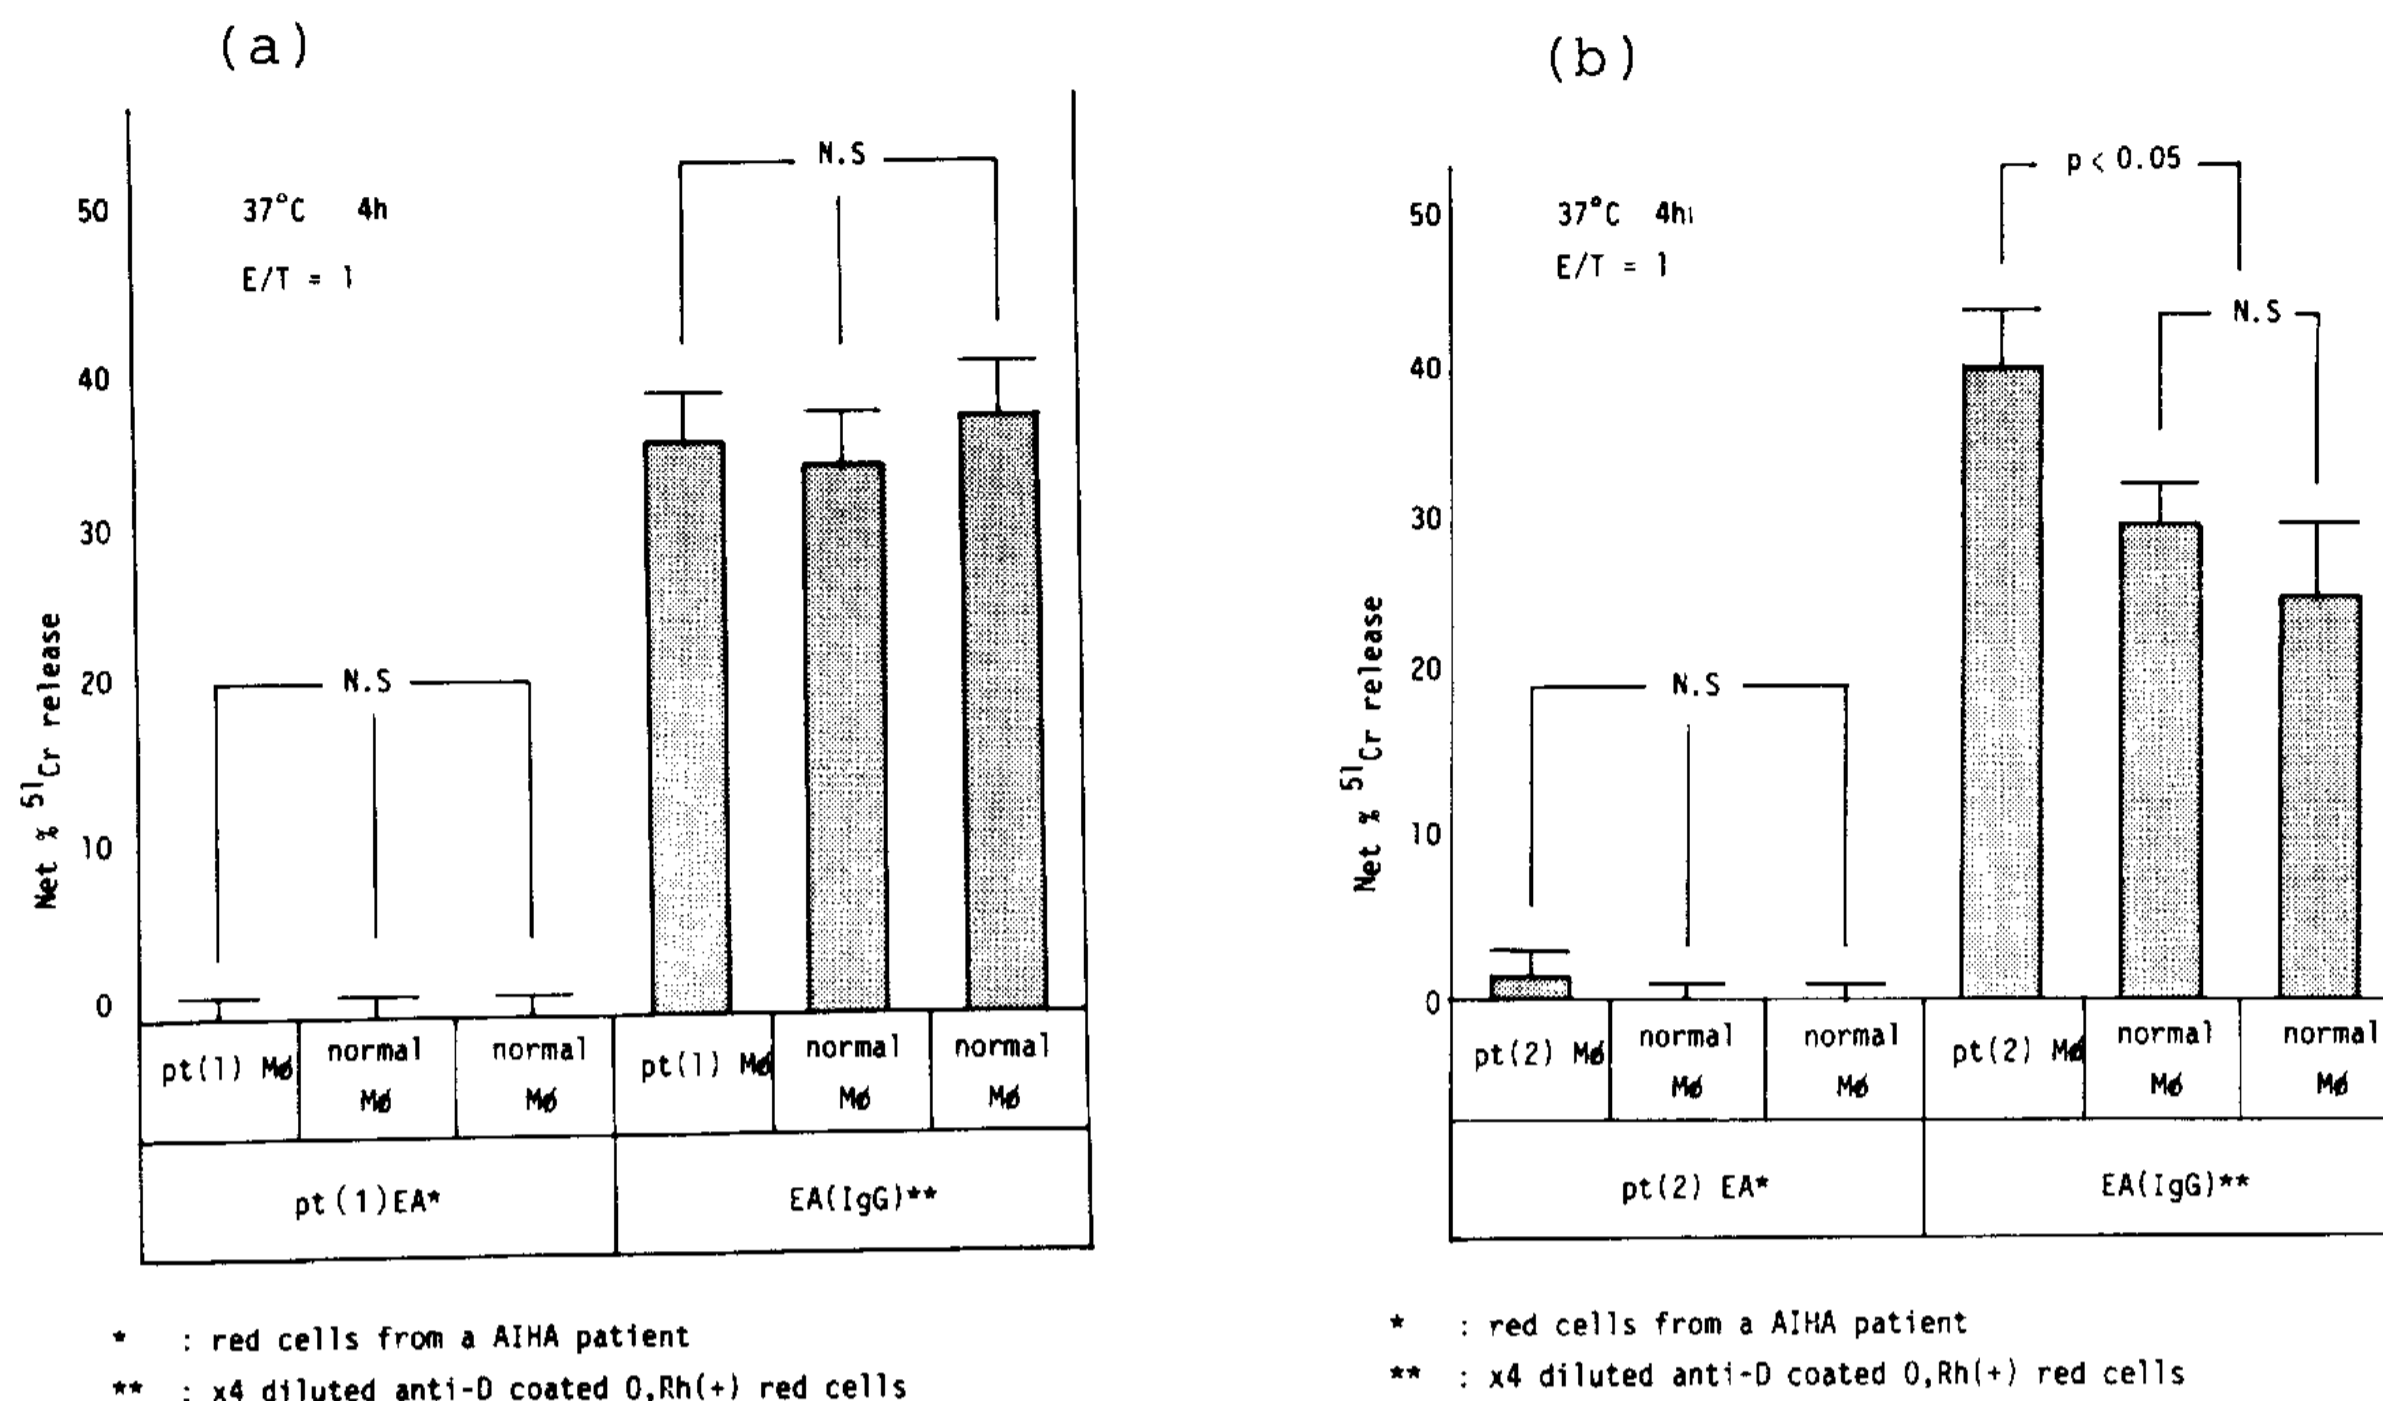 (a)
N.S
37°C 4h
E/T = 1
50
40
30
20
10
0
Net % ⁵¹Cr release
N.S
pt(1) Mø
normal Mø
normal Mø
pt(1) Mø
normal Mø
normal Mø
pt(1)EA*
EA(IgG)**
* : red cells from a AIHA patient
** : x4 diluted anti-D coated O,Rh(+) red cells
(b)
p < 0.05
37°C 4h
E/T = 1
N.S
50
40
30
20
10
0
Net % ⁵¹Cr release
N.S
pt(2) Mø
normal Mø
normal Mø
pt(2) Mø
normal Mø
normal Mø
pt(2) EA*
EA(IgG)**
* : red cells from a AIHA patient
** : x4 diluted anti-D coated O,Rh(+) red cells